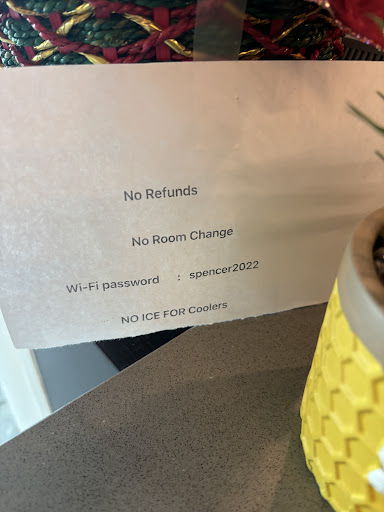 No Refunds
No Room Change
Wi-Fi password : spencer2022
NO ICE FOR Coolers